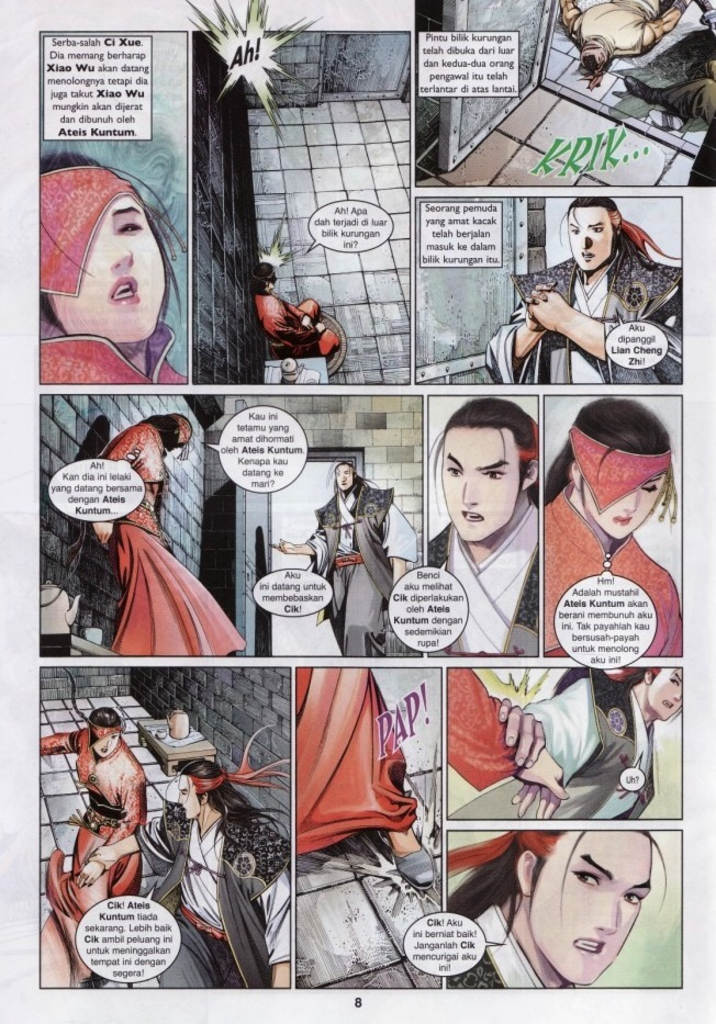 Serba-salah Ci Xue.
Dia memang berharap
Xiao Wu akan datang
menolongnya tetapi dia
juga takut Xiao Wu
mungkin akan dijerat
dan dibunuh oleh
Ateis Kuntum.
Ah!
Ah! Apa
dah terjadi di luar
bilik kurungan
ini?
Pintu bilik kurungan
telah dibuka dari luar
dan kedua-dua orang
pengawal itu telah
terlantar di atas lantai.
KRIK...
Seorang pemuda
yang amat kacak
telah berjalan
masuk ke dalam
bilik kurungan itu.
Aku
dipanggil
Lian Cheng
Zhi!
Ah!
Kan dia ini lelaki
yang datang bersama
dengan Ateis
Kuntum...
Kau ini
tetamu yang
amat dihormati
oleh Ateis Kuntum.
Kenapa kau
datang ke
mari?
Aku
ini datang untuk
membebaskan
Cik!
Benci
aku melihat
Cik diperlakukan
oleh Ateis
Kuntum dengan
sedemikian
rupa!
Hm!
Adalah mustahil
Ateis Kuntum akan
berani membunuh aku
ini. Tak payahlah kau
bersusah-payah
untuk menolong
aku ini!
Cik! Ateis
Kuntum tiada
sekarang. Lebih baik
Cik ambil peluang ini
untuk meninggalkan
tempat ini dengan
segera!
PAP!
Uh?
Cik! Aku
ini berniat baik!
Janganlah Cik
mencurigai aku
ini!
8